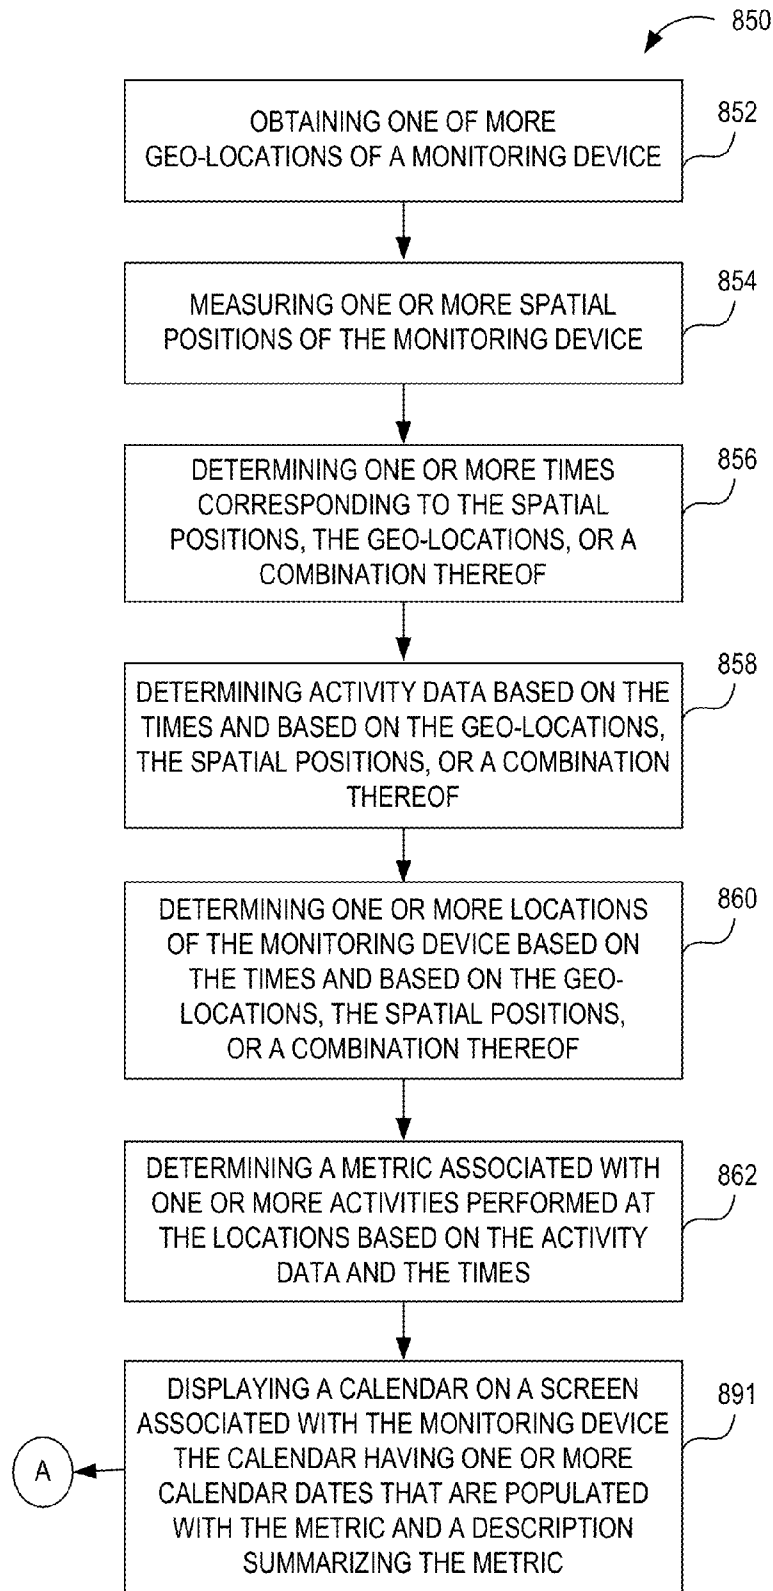 850
OBTAINING ONE OF MORE
GEO-LOCATIONS OF A MONITORING DEVICE
852
MEASURING ONE OR MORE SPATIAL
POSITIONS OF THE MONITORING DEVICE
854
DETERMINING ONE OR MORE TIMES
CORRESPONDING TO THE SPATIAL
POSITIONS, THE GEO-LOCATIONS, OR A
COMBINATION THEREOF
856
DETERMINING ACTIVITY DATA BASED ON THE
TIMES AND BASED ON THE GEO-LOCATIONS,
THE SPATIAL POSITIONS, OR A COMBINATION
THEREOF
858
DETERMINING ONE OR MORE LOCATIONS
OF THE MONITORING DEVICE BASED ON
THE TIMES AND BASED ON THE GEO-
LOCATIONS, THE SPATIAL POSITIONS,
OR A COMBINATION THEREOF
860
DETERMINING A METRIC ASSOCIATED WITH
ONE OR MORE ACTIVITIES PERFORMED AT
THE LOCATIONS BASED ON THE ACTIVITY
DATA AND THE TIMES
862
DISPLAYING A CALENDAR ON A SCREEN
ASSOCIATED WITH THE MONITORING DEVICE
THE CALENDAR HAVING ONE OR MORE
CALENDAR DATES THAT ARE POPULATED
WITH THE METRIC AND A DESCRIPTION
SUMMARIZING THE METRIC
891
A